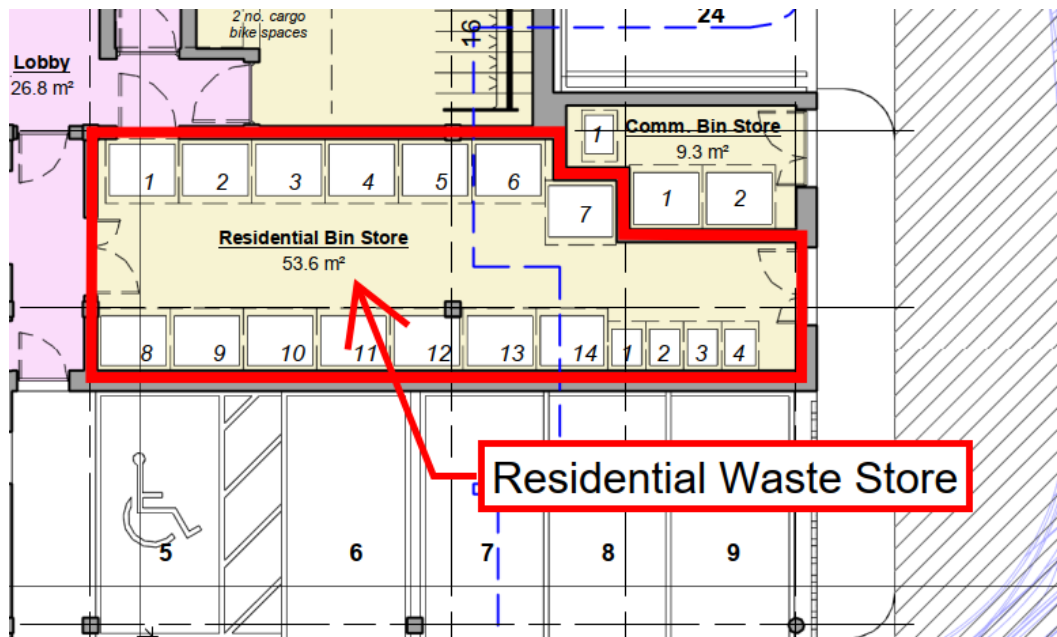 2 no. cargo
bike spaces
16
24
Lobby
26.8 m²
1
Comm. Bin Store
9.3 m²
1 2 3 4 5 6
7
1 2
Residential Bin Store
53.6 m²
8 9 10 11 12 13 14 1 2 3 4
Residential Waste Store
5 6 7 8 9